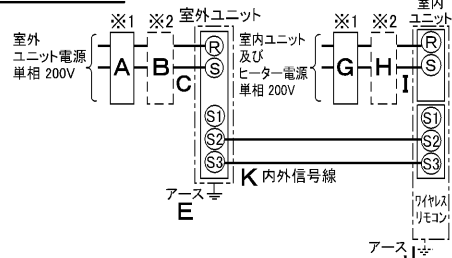 ※1 ※2 室外ユニット
室外
ユニット電源
単相 200V
A B C
R
S
S1
S2
S3
アース
E
※1 ※2 室内
ユニット
室内ユニット
及び
ヒーター電源
単相 200V
G H I
R
S
S1
S2
S3
K 内外信号線
ワイヤレス
リモコン
アース J